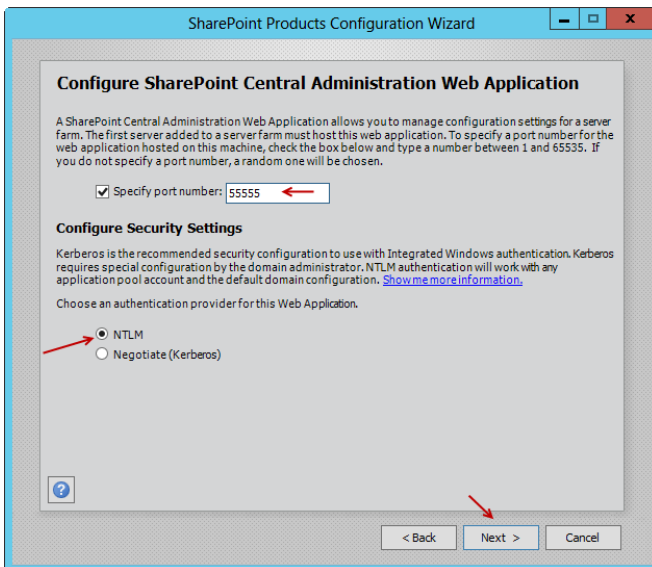 SharePoint Products Configuration Wizard
Configure SharePoint Central Administration Web Application
A SharePoint Central Administration Web Application allows you to manage configuration settings for a server
farm. The first server added to a server farm must host this web application. To specify a port number for the
web application hosted on this machine, check the box below and type a number between 1 and 65535. If
you do not specify a port number, a random one will be chosen.
Specify port number: 55555
Configure Security Settings
Kerberos is the recommended security configuration to use with Integrated Windows authentication. Kerberos
requires special configuration by the domain administrator. NTLM authentication will work with any
application pool account and the default domain configuration. Show me more information.
Choose an authentication provider for this Web Application.
NTLM
Negotiate (Kerberos)
< Back Next > Cancel